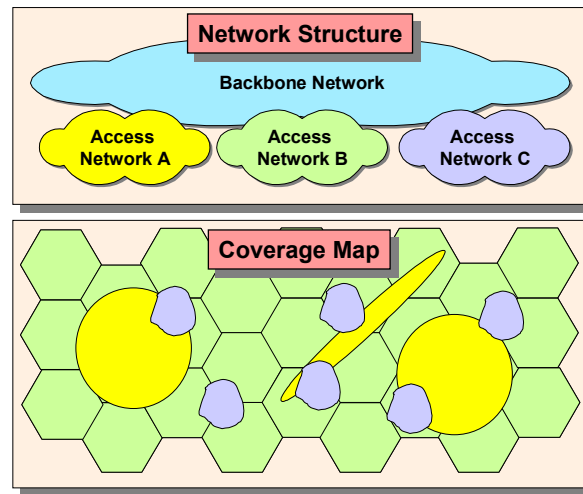 Network Structure
Backbone Network
Access
Network A
Access
Network B
Access
Network C
Coverage Map